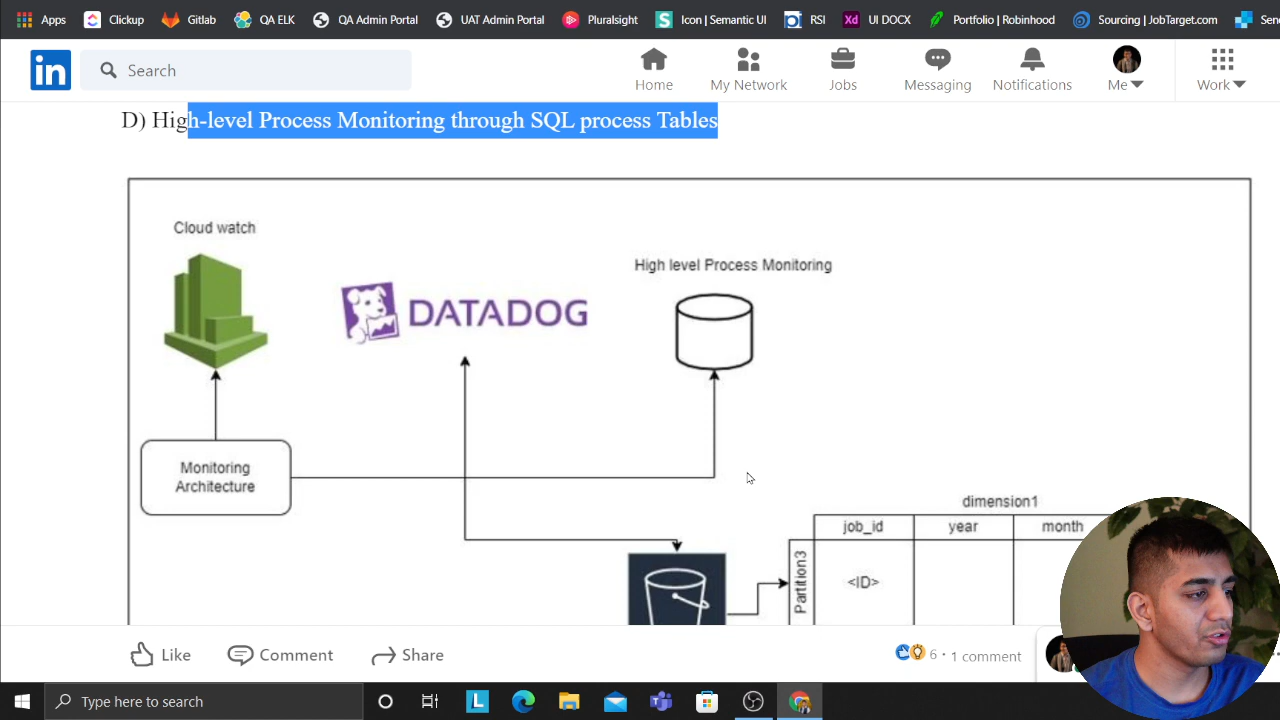 Apps Clickup Gitlab QA ELK QA Admin Portal UAT Admin Portal Pluralsight Icon | Semantic UI RSI Xd UI DOCX Portfolio | Robinhood Sourcing | JobTarget.com
in Search Home My Network Jobs Messaging Notifications Me Work
D) High-level Process Monitoring through SQL process Tables
Cloud watch
High level Process Monitoring
DATADOG
Monitoring
Architecture
dimension1
job_id year month
Partition3
<ID>
Like Comment Share 6 · 1 comment
Type here to search